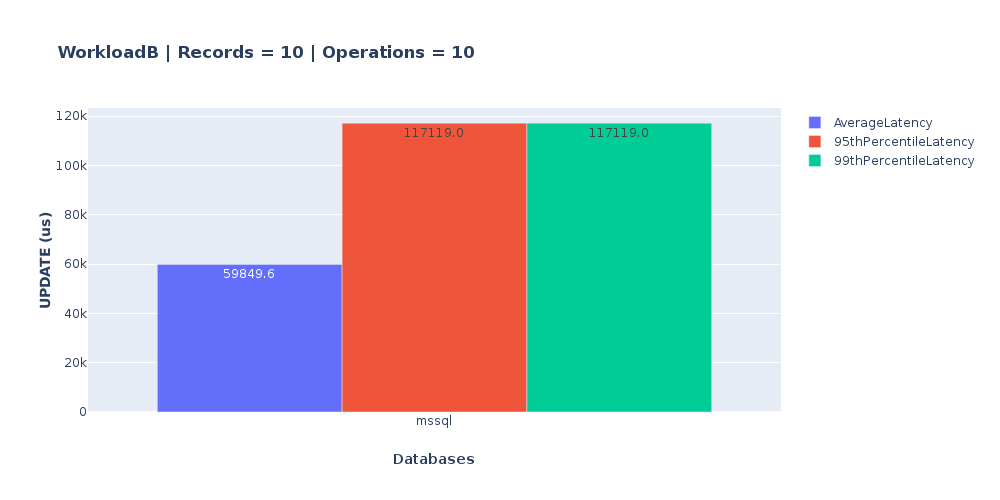 WorkloadB | Records = 10 | Operations = 10
120k
100k
80k
60k
40k
20k
0
UPDATE (us)
59849.6
117119.0
117119.0
mssql
Databases
AverageLatency
95thPercentileLatency
99thPercentileLatency